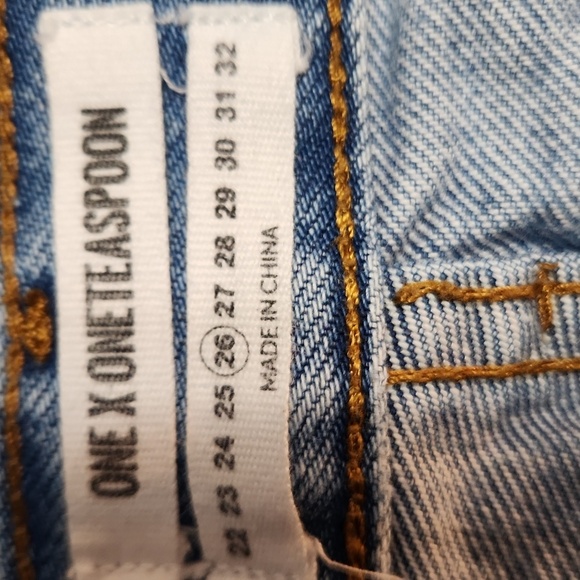 ONE X ONETEASPOON
22 23 24 25 26 27 28 29 30 31 32
MADE IN CHINA